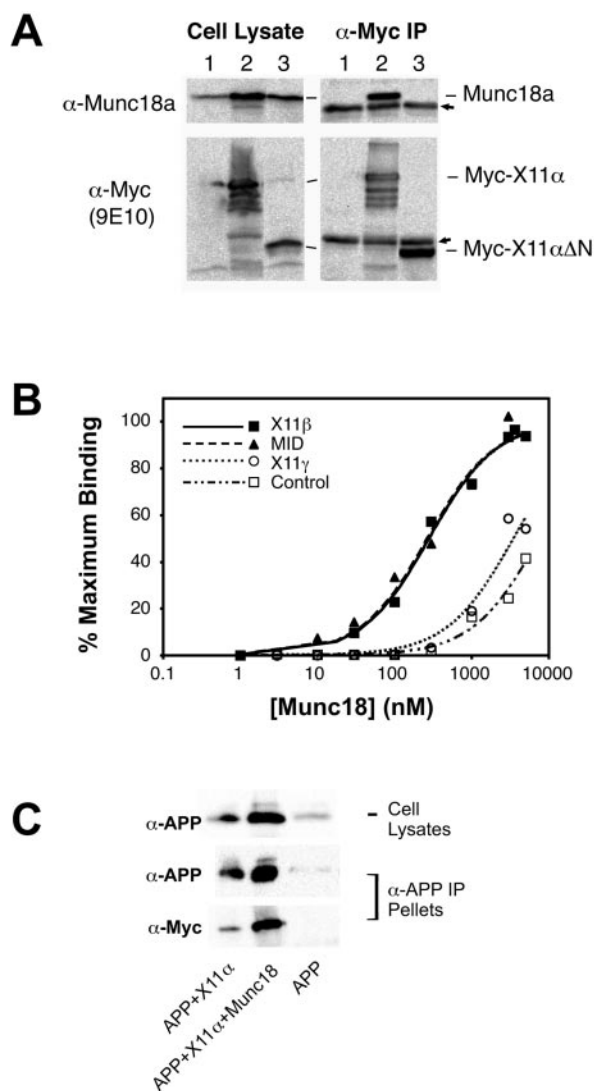 A
Cell Lysate
α-Myc IP
1 2 3
1 2 3
α-Munc18a
Munc18a
α-Myc
(9E10)
Myc-X11α
Myc-X11αΔN
B
% Maximum Binding
100
80
60
40
20
0
X11β
MID
X11γ
Control
0.1 1 10 100 1000 10000
[Munc18] (nM)
C
α-APP
Cell
Lysates
α-APP
α-Myc
α-APP IP
Pellets
APP+X11α
APP+X11α+Munc18
APP